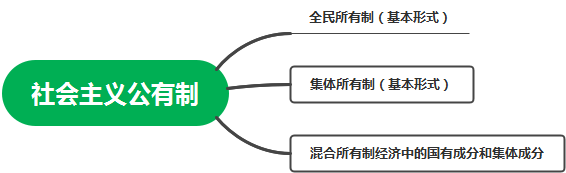 社会主义公有制
全民所有制（基本形式）
集体所有制（基本形式）
混合所有制经济中的国有成分和集体成分